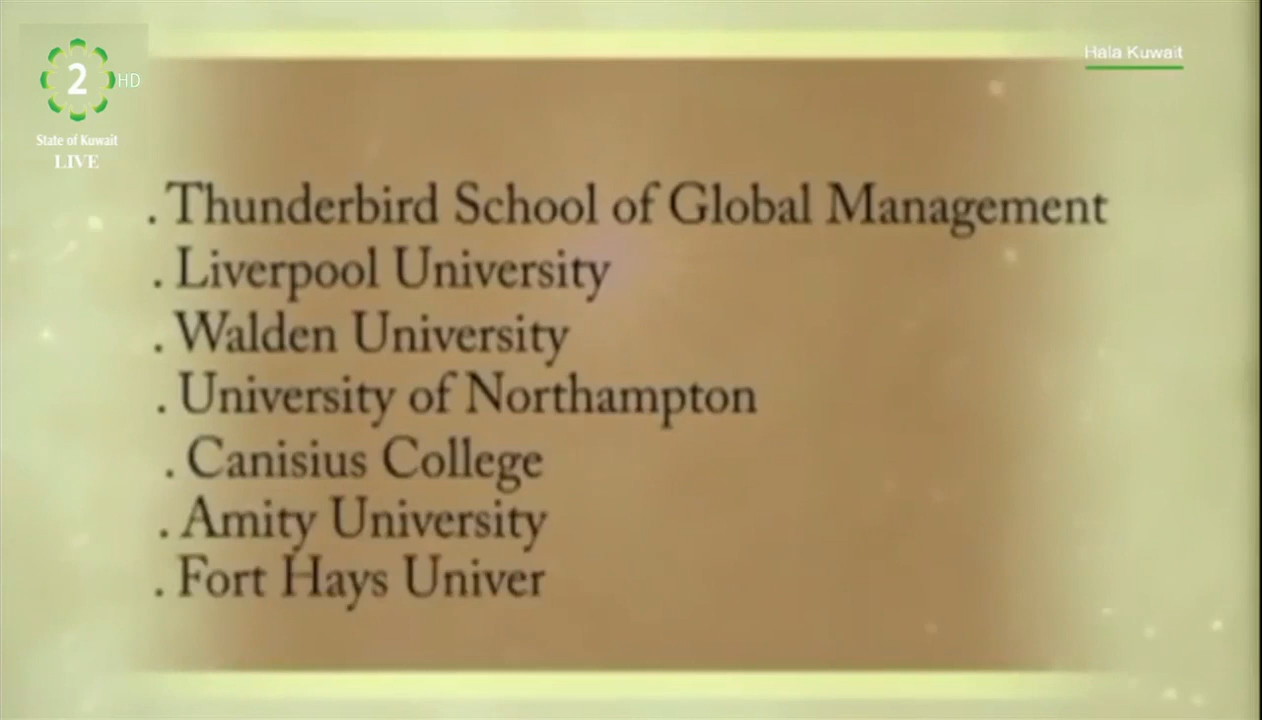 2 HD
State of Kuwait
LIVE
Hala Kuwait
. Thunderbird School of Global Management
. Liverpool University
. Walden University
. University of Northampton
. Canisius College
. Amity University
. Fort Hays Univer